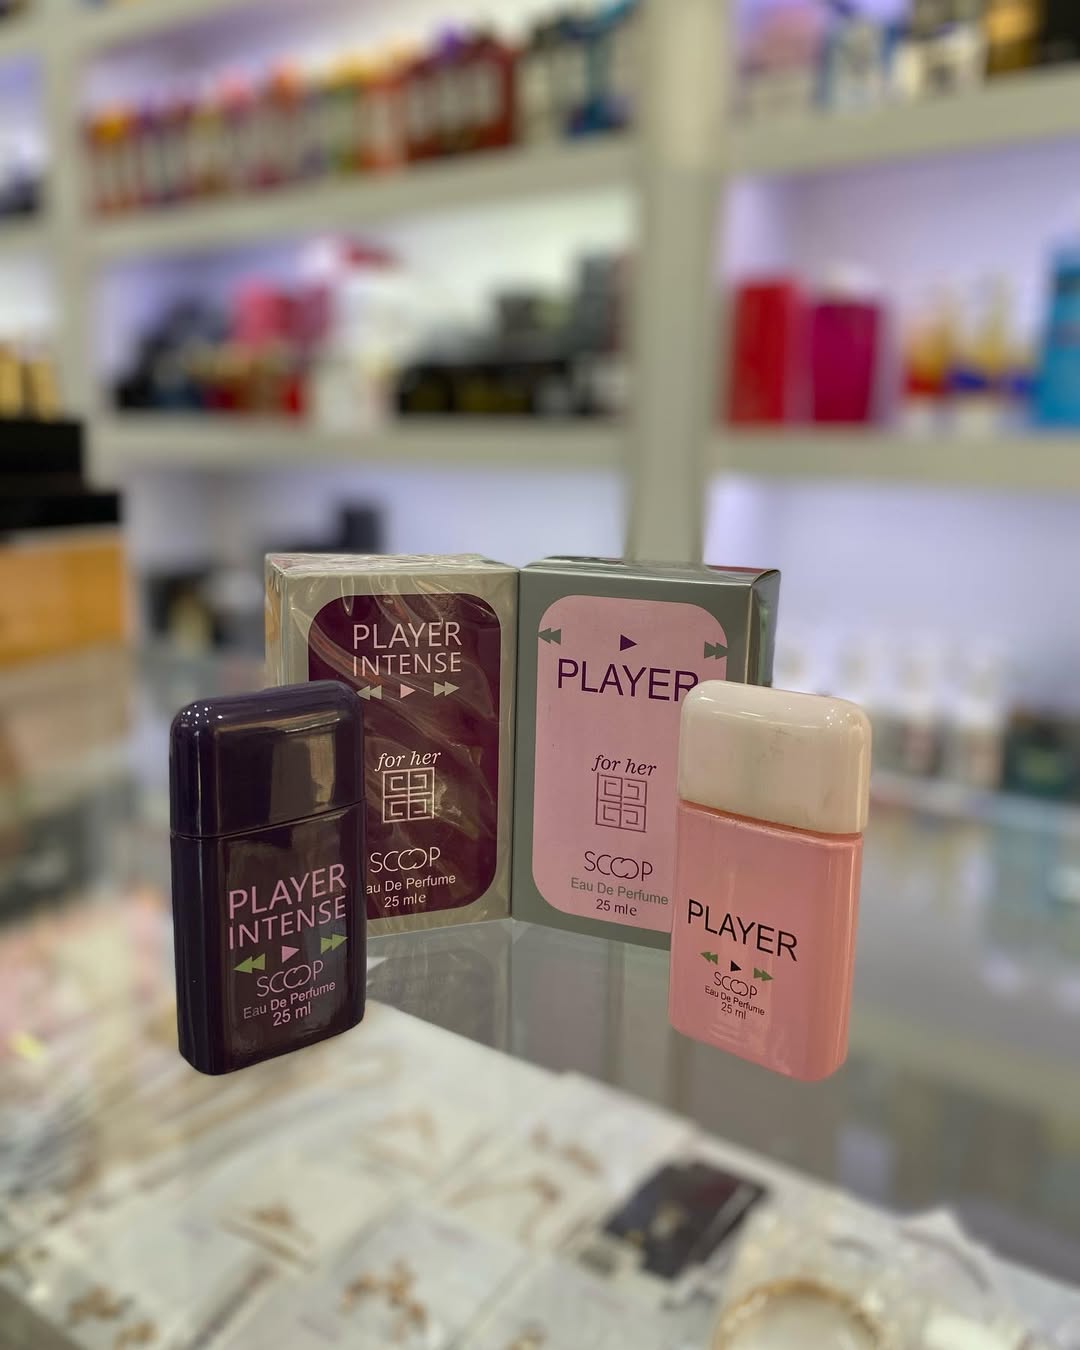 PLAYER
INTENSE
for her
SCOOP
au De Perfume
25 mle
PLAYER
for her
SCOOP
Eau De Perfume
25 mle
PLAYER
INTENSE
SCOOP
Eau De Perfume
25 ml
PLAYER
SCOOP
Eau De Perfume
25 ml